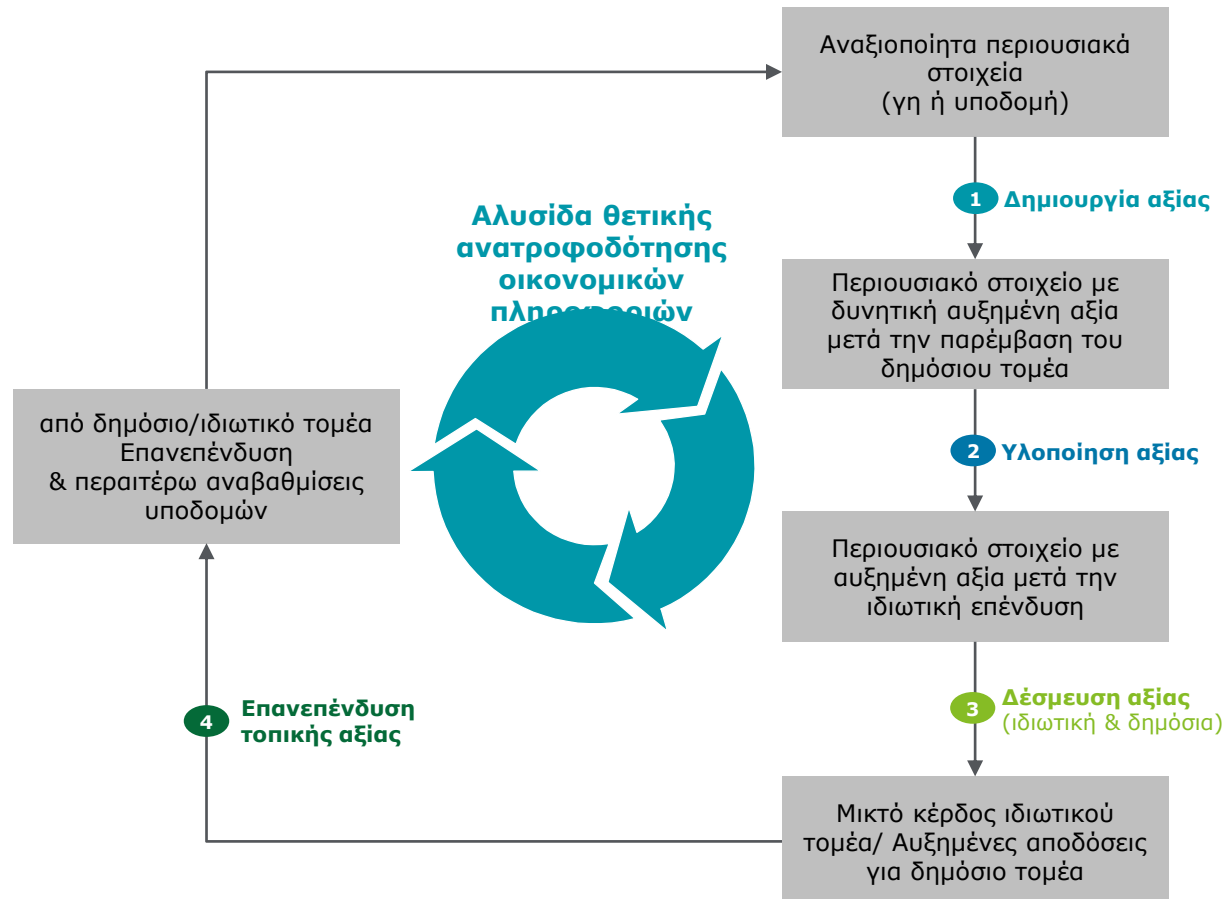 Αναξιοποίητα περιουσιακά
στοιχεία
(γη ή υποδομή)
1 Δημιουργία αξίας
Αλυσίδα θετικής
ανατροφοδότησης
οικονομικών
πληροφοριών
Περιουσιακό στοιχείο με
δυνητική αυξημένη αξία
μετά την παρέμβαση του
δημόσιου τομέα
από δημόσιο/ιδιωτικό τομέα
Επανεπένδυση
& περαιτέρω αναβαθμίσεις
υποδομών
2 Υλοποίηση αξίας
Περιουσιακό στοιχείο με
αυξημένη αξία μετά την
ιδιωτική επένδυση
3 Δέσμευση αξίας
(ιδιωτική & δημόσια)
4 Επανεπένδυση
τοπικής αξίας
Μικτό κέρδος ιδιωτικού
τομέα/ Αυξημένες αποδόσεις
για δημόσιο τομέα